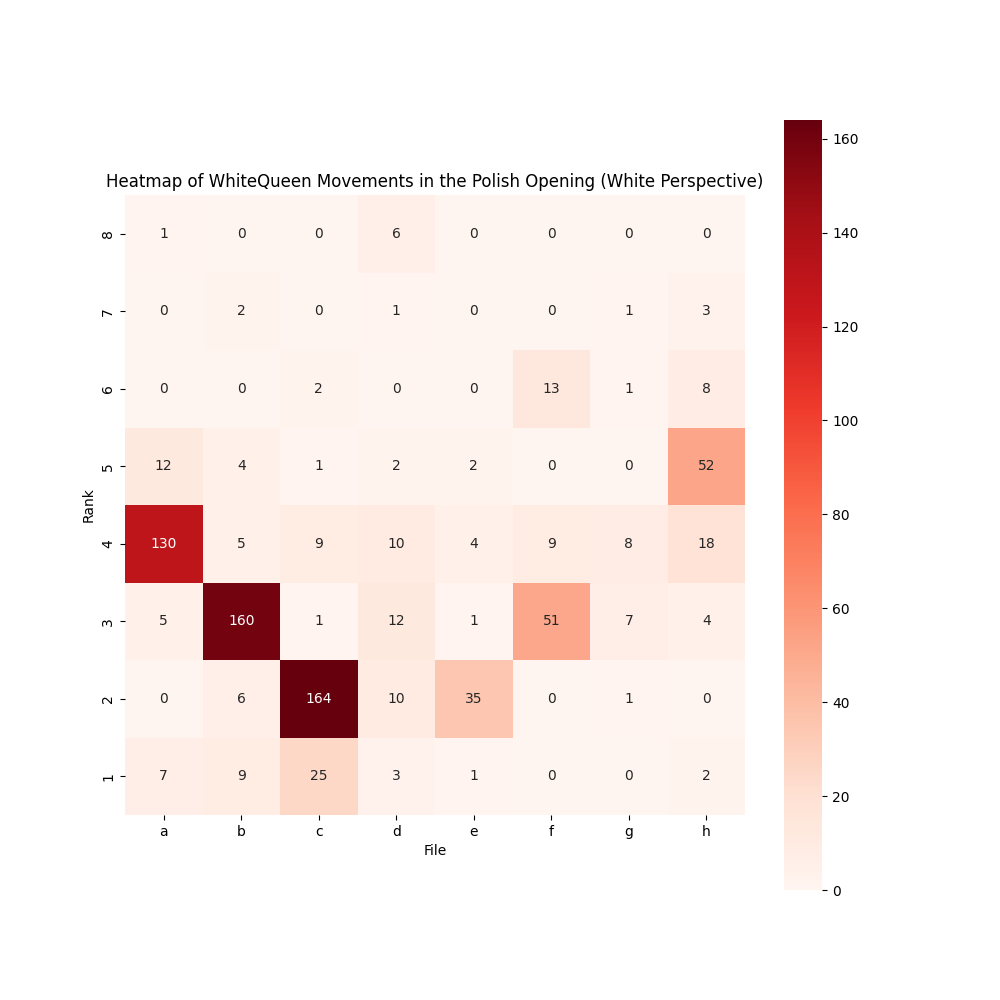 Heatmap of WhiteQueen Movements in the Polish Opening (White Perspective)
8 1 0 0 6 0 0 0 0
7 0 2 0 1 0 0 1 3
6 0 0 2 0 0 13 1 8
5 12 4 1 2 2 0 0 52
4 130 5 9 10 4 9 8 18
3 5 160 1 12 1 51 7 4
2 0 6 164 10 35 0 1 0
1 7 9 25 3 1 0 0 2
a b c d e f g h
File
Rank
160
140
120
100
80
60
40
20
0